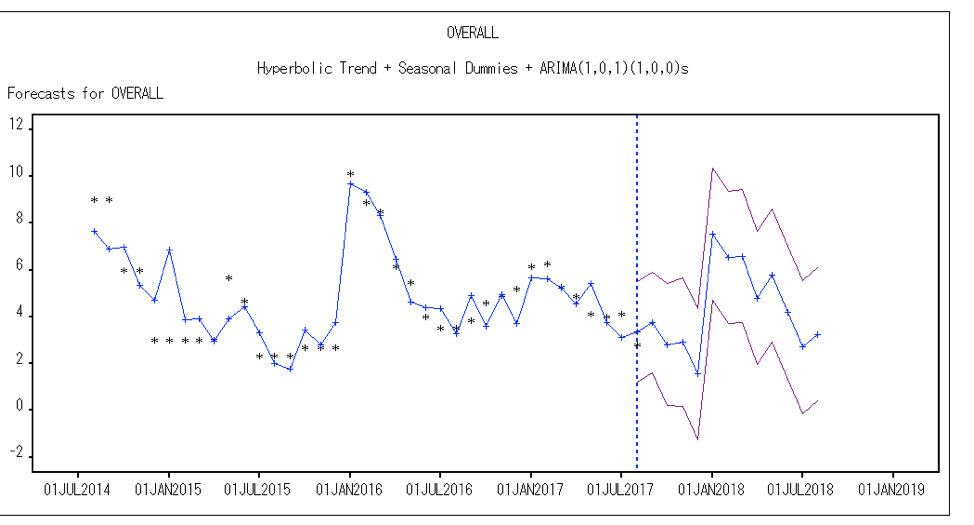 OVERALL
Hyperbolic Trend + Seasonal Dummies + ARIMA(1,0,1)(1,0,0)s
Forecasts for OVERALL
12
10
8
6
4
2
0
-2
01JUL2014 01JAN2015 01JUL2015 01JAN2016 01JUL2016 01JAN2017 01JUL2017 01JAN2018 01JUL2018 01JAN2019